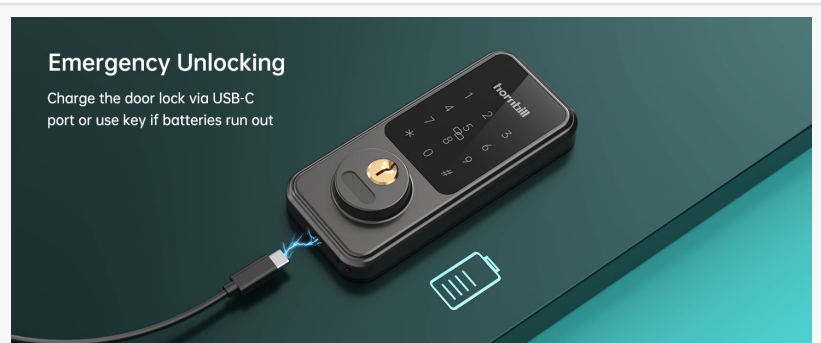 Emergency Unlocking
Charge the door lock via USB-C
port or use key if batteries run out
hornbill
1 2 3
4 5 6
7 8 9
* 0 #